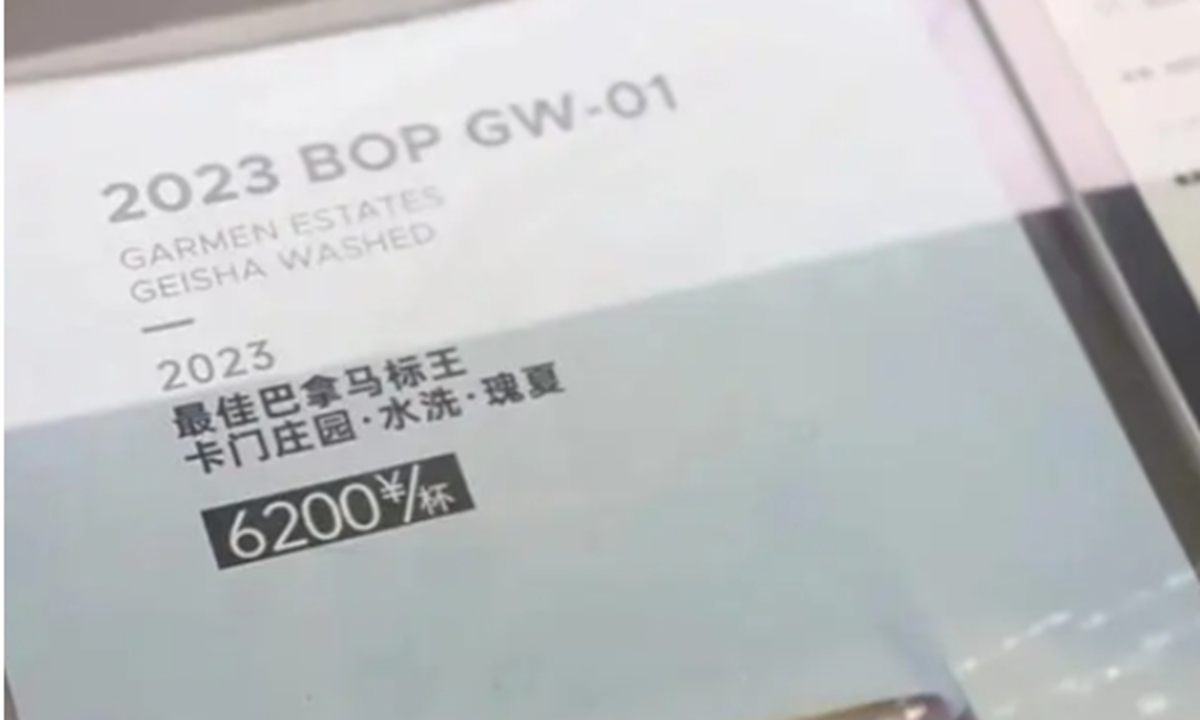 2023 BOP GW-01
GARMEN ESTATES
GEISHA WASHED
2023
最佳巴拿马标王
卡门庄园·水洗·瑰夏
6200¥/杯